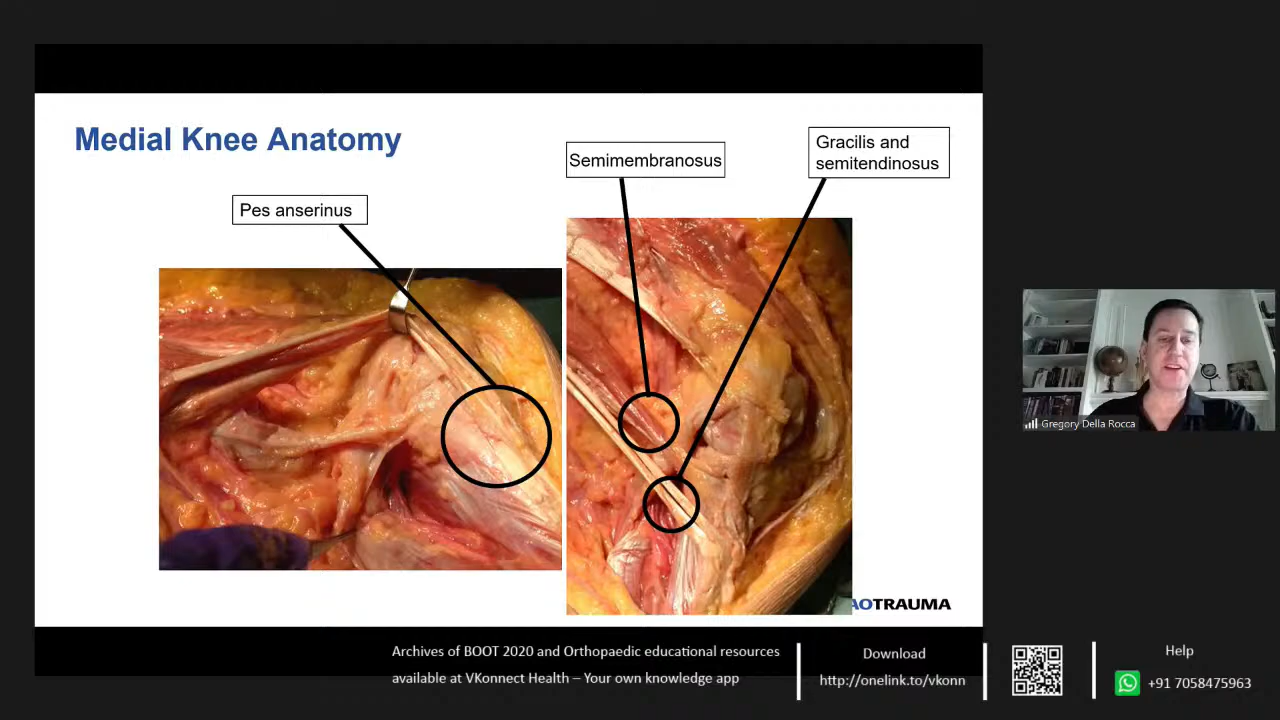 Medial Knee Anatomy
Pes anserinus
Semimembranosus
Gracilis and
semitendinosus
AOTRAUMA
Gregory Della Rocca
Archives of BOOT 2020 and Orthopaedic educational resources
available at VKonnect Health – Your own knowledge app
Download
http://onelink.to/vkonn
Help
+91 7058475963